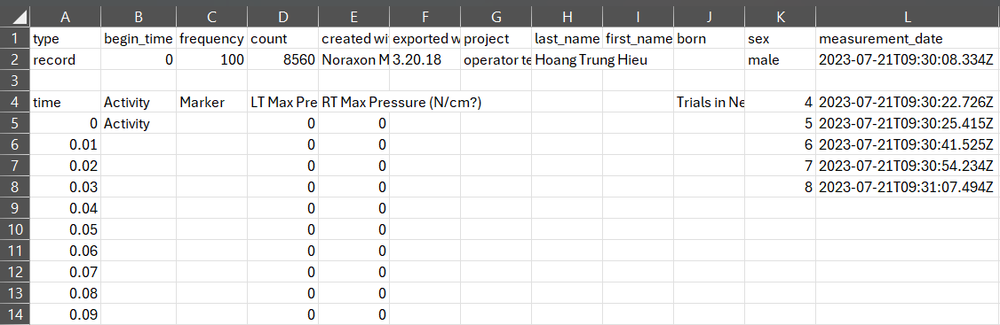 A B C D E F G H I J K L
1 type begin_time frequency count created wi exported w project last_name first_name born sex measurement_date
2 record 0 100 8560 Noraxon M 3.20.18 operator te Hoang Trung Hieu male 2023-07-21T09:30:08.334Z
3
4 time Activity Marker LT Max Pre RT Max Pressure (N/cm?) Trials in Ne 4 2023-07-21T09:30:22.726Z
5 0 Activity 0 0 5 2023-07-21T09:30:25.415Z
6 0.01 0 0 6 2023-07-21T09:30:41.525Z
7 0.02 0 0 7 2023-07-21T09:30:54.234Z
8 0.03 0 0 8 2023-07-21T09:31:07.494Z
9 0.04 0 0
10 0.05 0 0
11 0.06 0 0
12 0.07 0 0
13 0.08 0 0
14 0.09 0 0